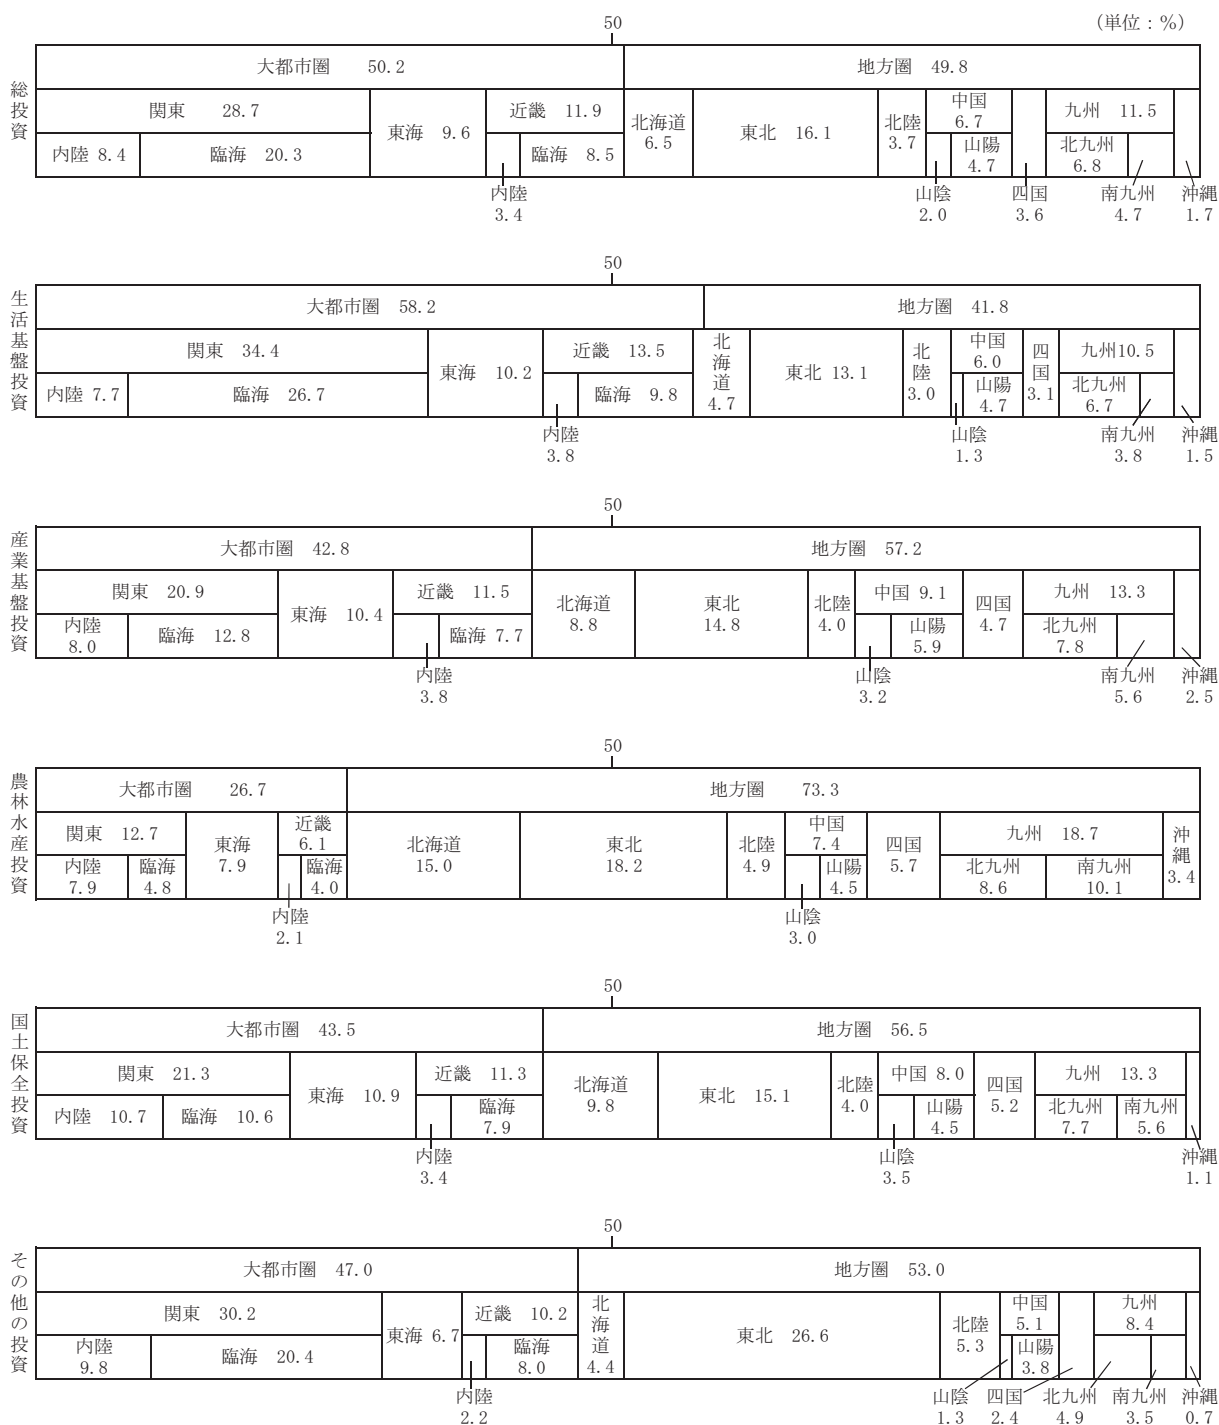 50
（単位：％）
総投資
大都市圏 50.2
地方圏 49.8
関東 28.7
東海 9.6
近畿 11.9
北海道
6.5
東北 16.1
北陸
3.7
中国
6.7
九州 11.5
内陸 8.4
臨海 20.3
臨海 8.5
山陽
4.7
北九州
6.8
内陸
3.4
山陰
2.0
四国
3.6
南九州
4.7
沖縄
1.7
50
生活基盤投資
大都市圏 58.2
地方圏 41.8
関東 34.4
東海 10.2
近畿 13.5
北海道
4.7
東北 13.1
北陸
3.0
中国
6.0
四国
3.1
九州10.5
内陸 7.7
臨海 26.7
臨海 9.8
山陽
4.7
北九州
6.7
内陸
3.8
山陰
1.3
南九州
3.8
沖縄
1.5
50
産業基盤投資
大都市圏 42.8
地方圏 57.2
関東 20.9
東海 10.4
近畿 11.5
北海道
8.8
東北
14.8
北陸
4.0
中国 9.1
四国
4.7
九州 13.3
内陸
8.0
臨海 12.8
臨海 7.7
山陽
5.9
北九州
7.8
内陸
3.8
山陰
3.2
南九州
5.6
沖縄
2.5
50
農林水産投資
大都市圏 26.7
地方圏 73.3
関東 12.7
東海
7.9
近畿
6.1
北海道
15.0
東北
18.2
北陸
4.9
中国
7.4
四国
5.7
九州 18.7
沖縄
3.4
内陸
7.9
臨海
4.8
臨海
4.0
山陽
4.5
北九州
8.6
南九州
10.1
内陸
2.1
山陰
3.0
50
国土保全投資
大都市圏 43.5
地方圏 56.5
関東 21.3
東海 10.9
近畿 11.3
北海道
9.8
東北 15.1
北陸
4.0
中国 8.0
四国
5.2
九州 13.3
内陸 10.7
臨海 10.6
臨海
7.9
山陽
4.5
北九州
7.7
南九州
5.6
内陸
3.4
山陰
3.5
沖縄
1.1
50
その他の投資
大都市圏 47.0
地方圏 53.0
関東 30.2
東海 6.7
近畿 10.2
北海道
4.4
東北 26.6
北陸
5.3
中国
5.1
九州
8.4
内陸
9.8
臨海 20.4
臨海
8.0
山陽
3.8
内陸
2.2
山陰
1.3
四国
2.4
北九州
4.9
南九州
3.5
沖縄
0.7